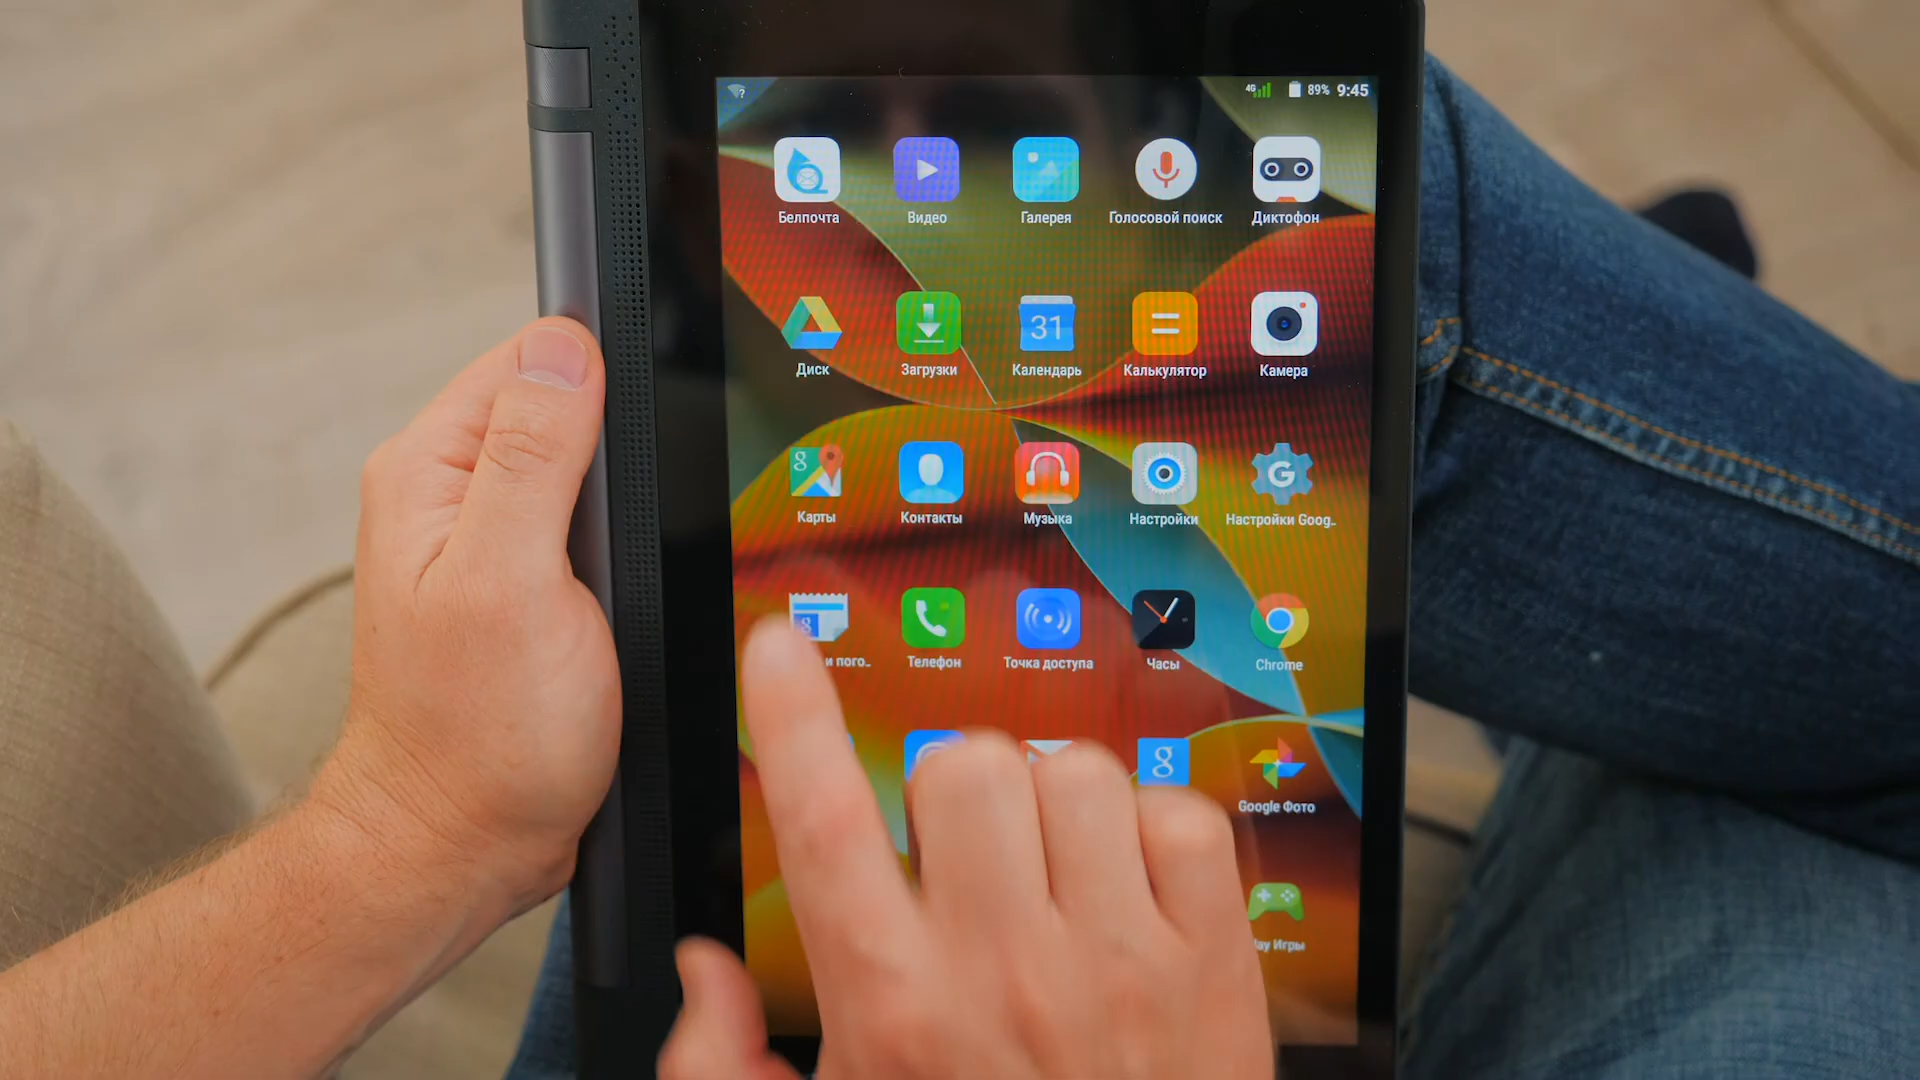 4G 89% 9:45
Белпочта Видео Галерея Голосовой поиск Диктофон
31
Диск Загрузки Календарь Калькулятор Камера
g G
Карты Контакты Музыка Настройки Настройки Goog..
g
и пого.. Телефон Точка доступа Часы Chrome
g
Google Фото
Игры